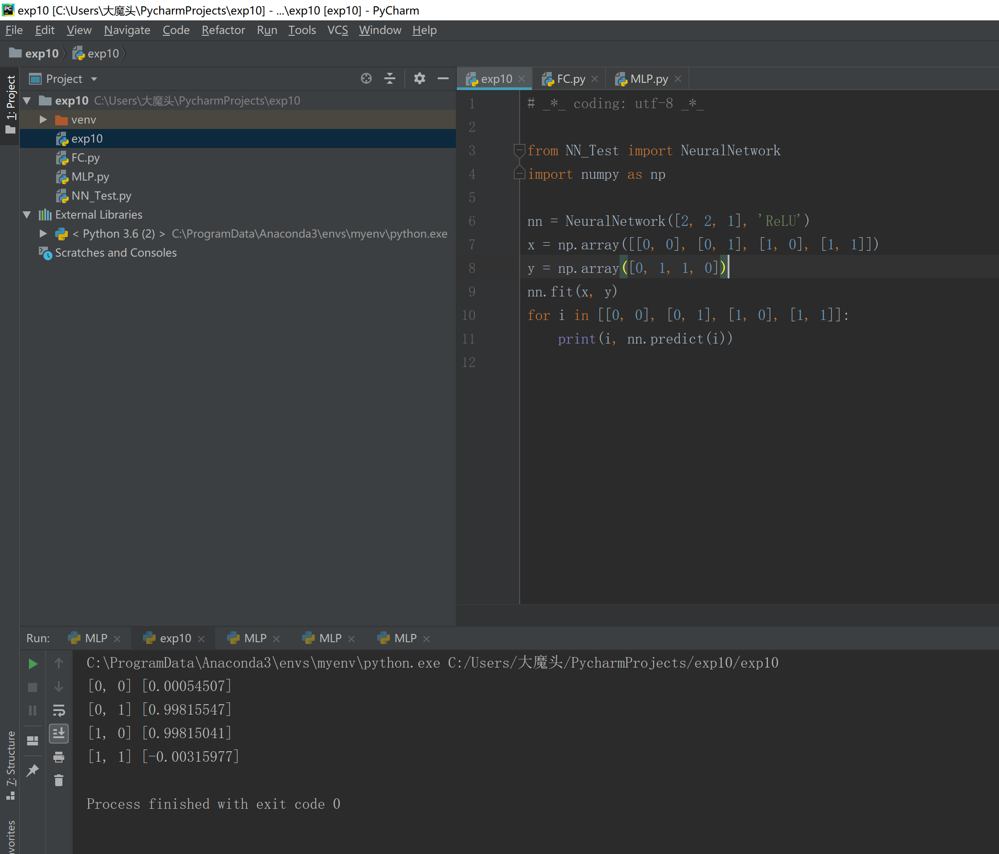 exp10 [C:\Users\大魔头\PycharmProjects\exp10] - ...\exp10 [exp10] - PyCharm
File Edit View Navigate Code Refactor Run Tools VCS Window Help
exp10 exp10
1: Project
Project
exp10 C:\Users\大魔头\PycharmProjects\exp10
venv
exp10
FC.py
MLP.py
NN_Test.py
External Libraries
< Python 3.6 (2) > C:\ProgramData\Anaconda3\envs\myenv\python.exe
Scratches and Consoles
exp10 FC.py MLP.py
1 # _*_ coding: utf-8 _*_
2
3 from NN_Test import NeuralNetwork
4 import numpy as np
5
6 nn = NeuralNetwork([2, 2, 1], 'ReLU')
7 x = np.array([[0, 0], [0, 1], [1, 0], [1, 1]])
8 y = np.array([0, 1, 1, 0])
9 nn.fit(x, y)
10 for i in [[0, 0], [0, 1], [1, 0], [1, 1]]:
11 print(i, nn.predict(i))
12
Run: MLP exp10 MLP MLP MLP
C:\ProgramData\Anaconda3\envs\myenv\python.exe C:/Users/大魔头/PycharmProjects/exp10/exp10
[0, 0] [0.00054507]
[0, 1] [0.99815547]
[1, 0] [0.99815041]
[1, 1] [-0.00315977]
Process finished with exit code 0
7: Structure
vorites